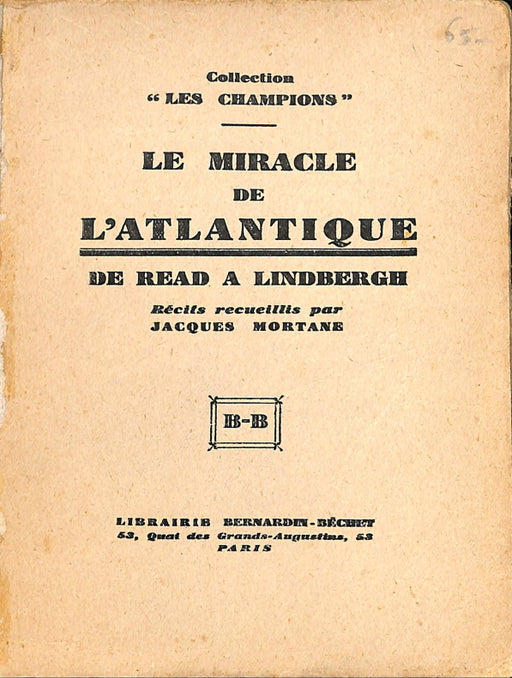 65.-
Collection
“LES CHAMPIONS”
LE MIRACLE
DE
L'ATLANTIQUE
DE READ A LINDBERGH
Récits recueillis par
JACQUES MORTANE
B-B
LIBRAIRIE BERNARDIN-BÉCHET
53, Quai des Grands-Augustins, 53
PARIS